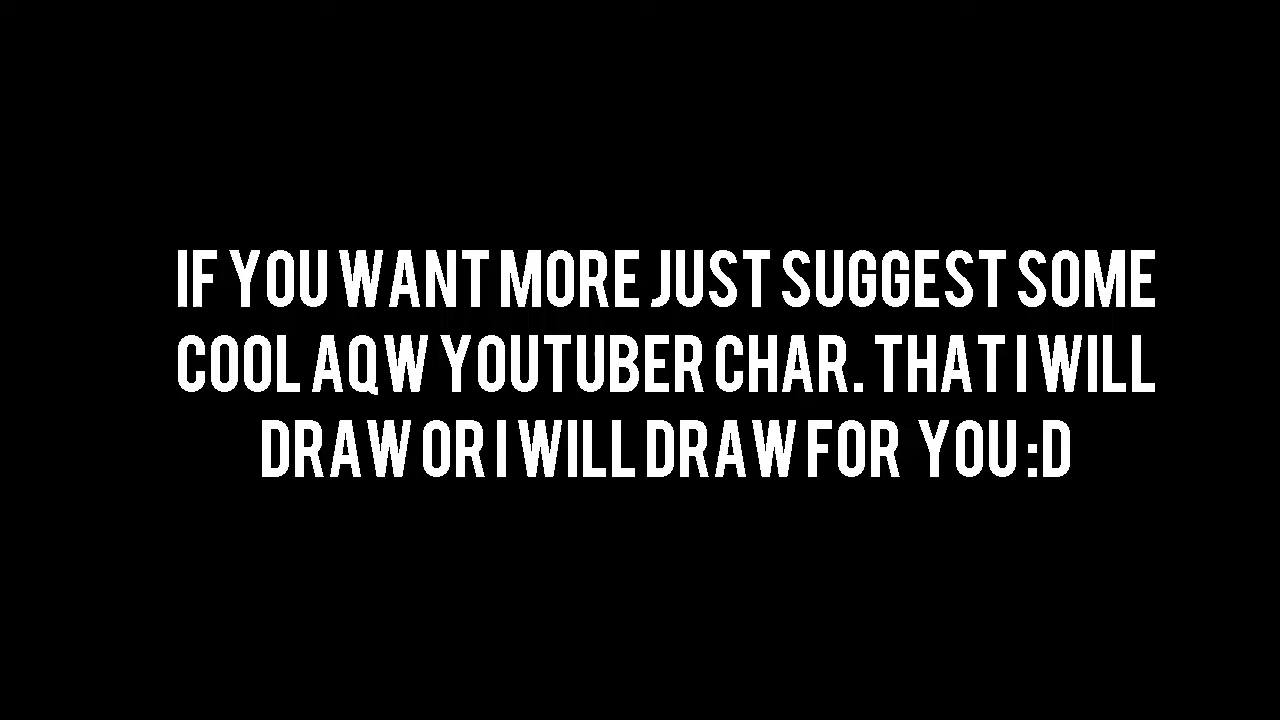 IF YOU WANT MORE JUST SUGGEST SOME
COOL AQW YOUTUBER CHAR. THAT I WILL
DRAW OR I WILL DRAW FOR YOU :D